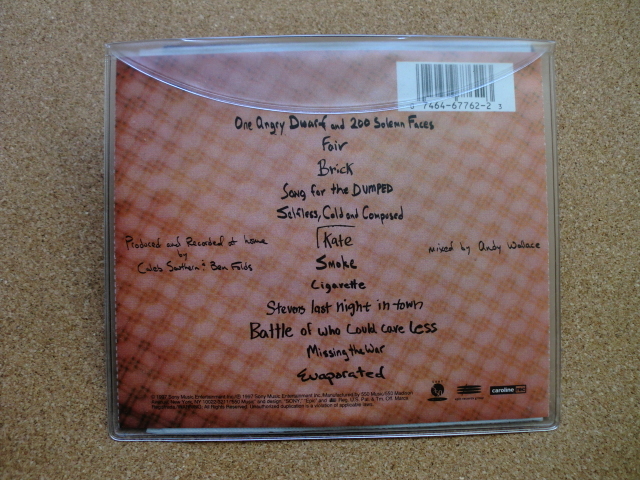 7464-67762-2 3
One Angry Dwarf and 200 Solemn Faces
Fair
Brick
Song for the DUMPED
Selfless, Cold and Composed
Kate
Smoke
Cigarette
Stevens last night in town
Battle of who Could care less
Missing the War
Evaporated
Produced and Recorded at home
by
Caleb Southern & Ben Folds
mixed by Andy Wallace
caroline